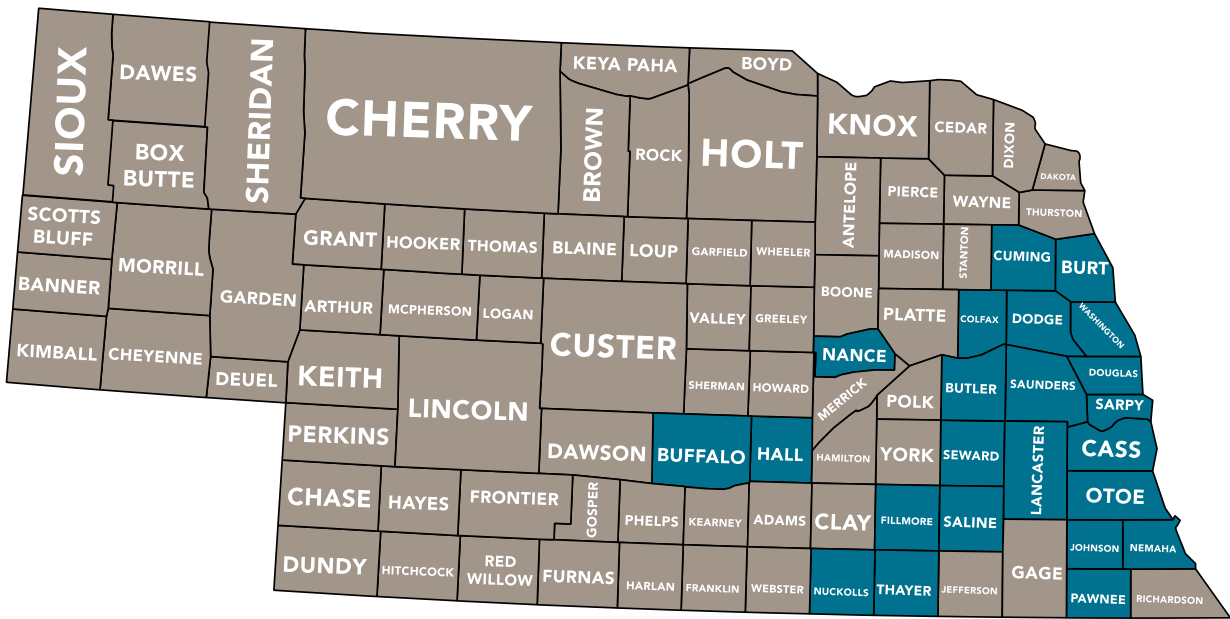 SIOUX
DAWES
BOX
BUTTE
SHERIDAN
CHERRY
KEYA PAHA
BROWN
ROCK
BOYD
HOLT
KNOX
CEDAR
DIXON
DAKOTA
ANTELOPE
PIERCE
WAYNE
THURSTON
SCOTTS
BLUFF
MORRILL
GARDEN
GRANT
HOOKER
THOMAS
BLAINE
LOUP
GARFIELD
WHEELER
MADISON
STANTON
CUMING
BURT
BANNER
ARTHUR
MCPHERSON
LOGAN
CUSTER
VALLEY
GREELEY
BOONE
PLATTE
COLFAX
DODGE
WASHINGTON
KIMBALL
CHEYENNE
DEUEL
KEITH
LINCOLN
SHERMAN
HOWARD
NANCE
MERRICK
POLK
BUTLER
SAUNDERS
DOUGLAS
SARPY
PERKINS
DAWSON
BUFFALO
HALL
HAMILTON
YORK
SEWARD
LANCASTER
CASS
OTOE
CHASE
HAYES
FRONTIER
GOSPER
PHELPS
KEARNEY
ADAMS
CLAY
FILLMORE
SALINE
JOHNSON
NEMAHA
DUNDY
HITCHCOCK
RED
WILLOW
FURNAS
HARLAN
FRANKLIN
WEBSTER
NUCKOLLS
THAYER
JEFFERSON
GAGE
PAWNEE
RICHARDSON